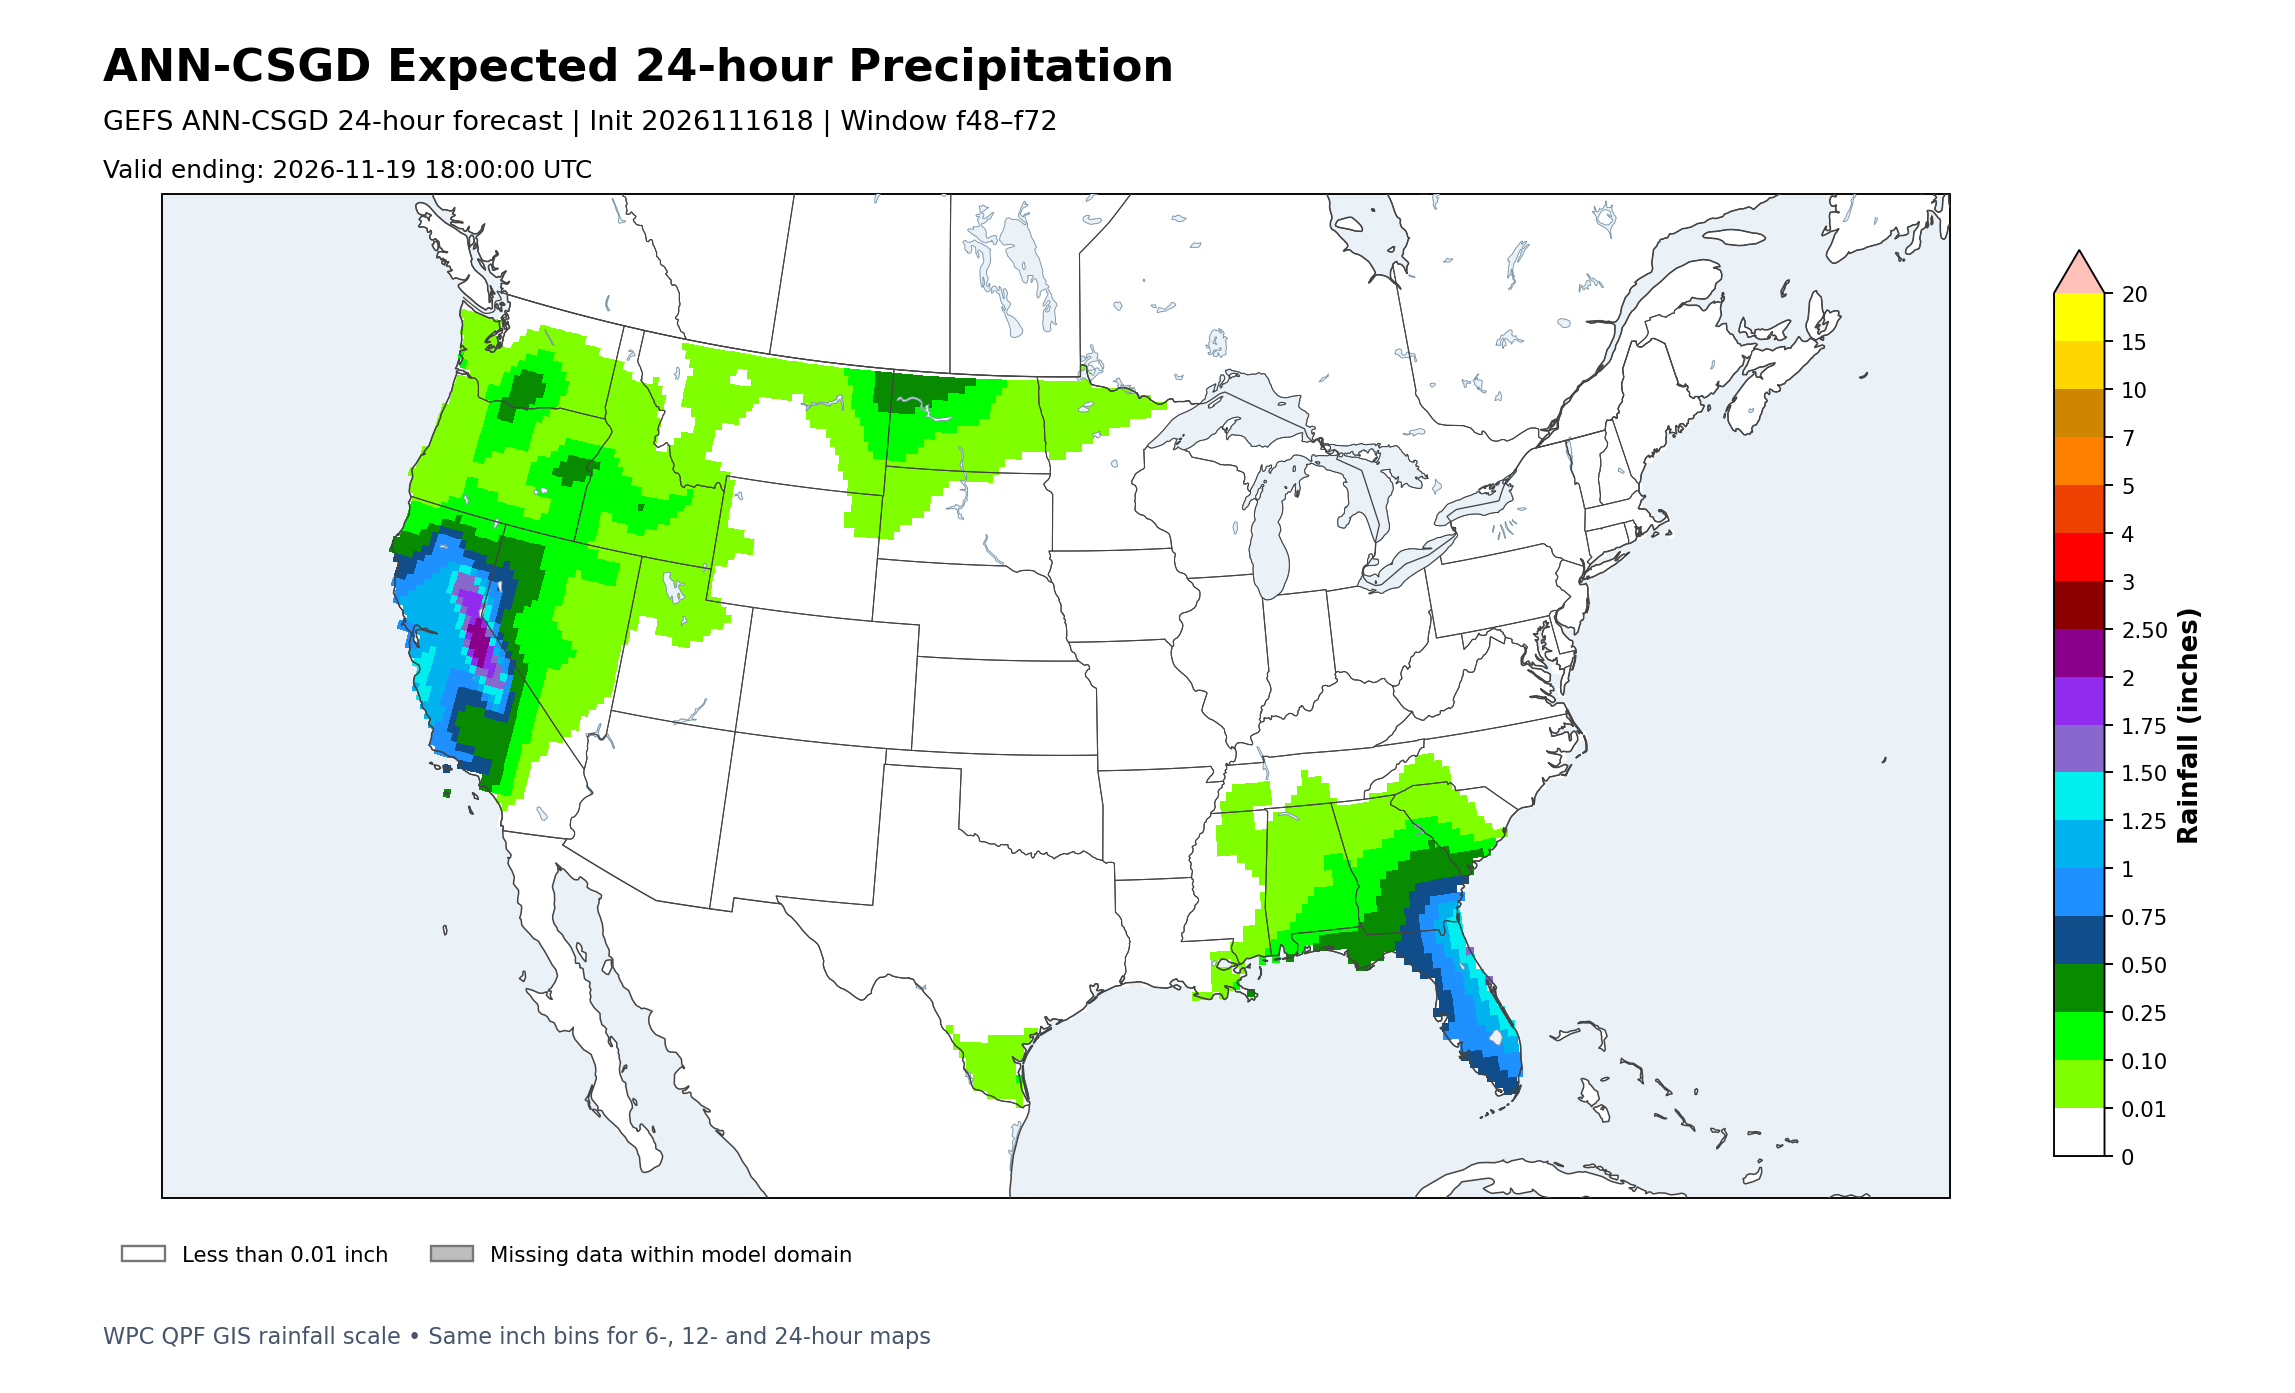 ANN-CSGD Expected 24-hour Precipitation
GEFS ANN-CSGD 24-hour forecast | Init 2026111618 | Window f48–f72
Valid ending: 2026-11-19 18:00:00 UTC
20
15
10
7
5
4
3
2.50
2
1.75
1.50
1.25
1
0.75
0.50
0.25
0.10
0.01
0
Rainfall (inches)
Less than 0.01 inch
Missing data within model domain
WPC QPF GIS rainfall scale • Same inch bins for 6-, 12- and 24-hour maps